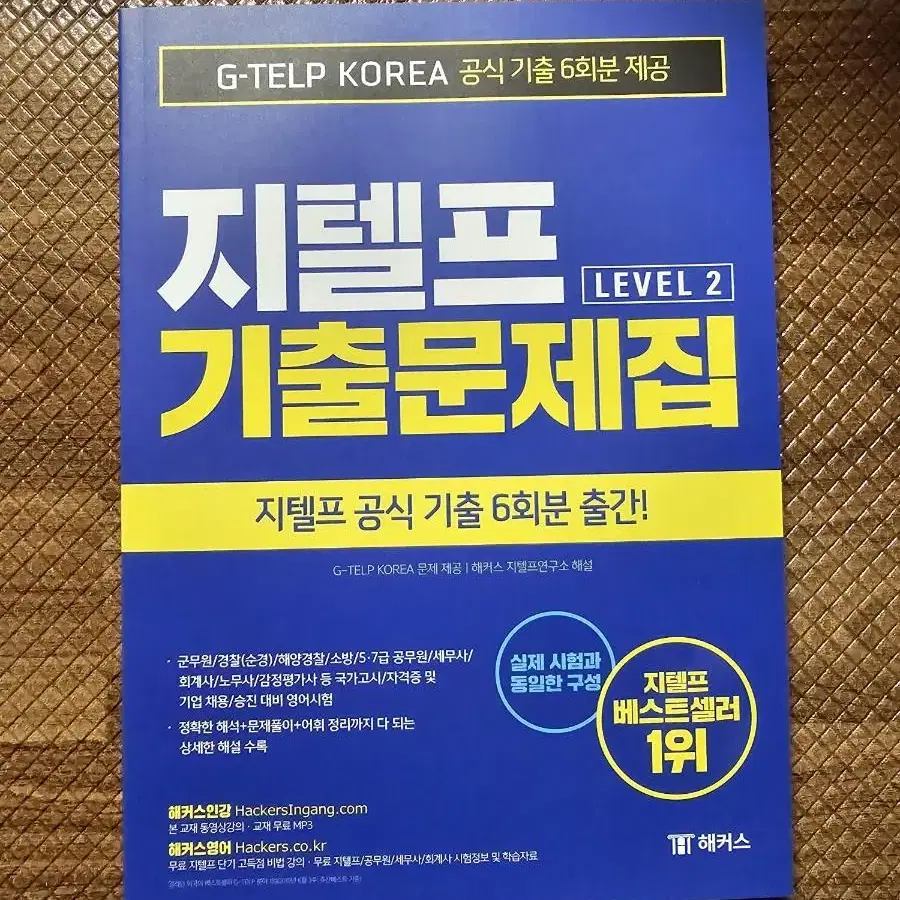 G-TELP KOREA 공식 기출 6회분 제공
지텔프
LEVEL 2
기출문제집
지텔프 공식 기출 6회분 출간!
G-TELP KOREA 문제 제공 | 해커스 지텔프연구소 해설
· 군무원/경찰(순경)/해양경찰/소방/5·7급 공무원/세무사/
회계사/노무사/감정평가사 등 국가고시/자격증 및
기업 채용/승진 대비 영어시험
· 정확한 해석+문제풀이+어휘 정리까지 다 되는
상세한 해설 수록
실제 시험과
동일한 구성
지텔프
베스트셀러
1위
해커스인강 HackersIngang.com
본 교재 동영상강의 · 교재 무료 MP3
해커스영어 Hackers.co.kr
무료 지텔프 단기 고득점 비법 강의 · 무료 지텔프/공무원/세무사/회계사 시험정보 및 학습자료
해커스